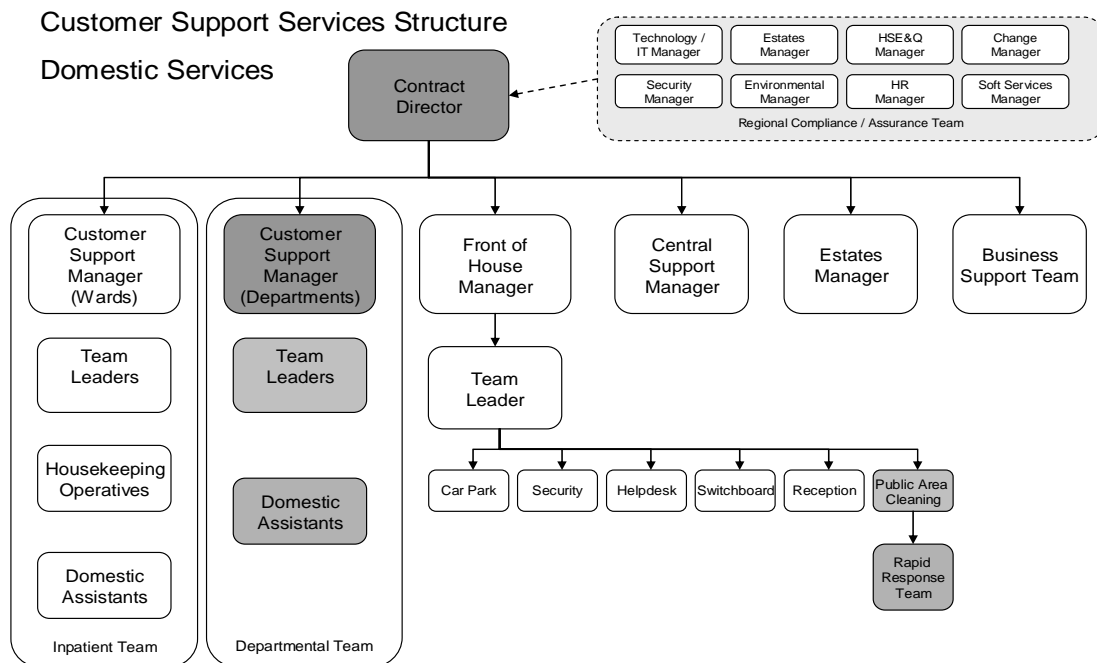 Customer Support Services Structure
Domestic Services
Contract
Director
Technology /
IT Manager
Estates
Manager
HSE&Q
Manager
Change
Manager
Security
Manager
Environmental
Manager
HR
Manager
Soft Services
Manager
Regional Compliance / Assurance Team
Customer
Support
Manager
(Wards)
Customer
Support
Manager
(Departments)
Front of
House
Manager
Central
Support
Manager
Estates
Manager
Business
Support Team
Team
Leaders
Team
Leaders
Team
Leader
Housekeeping
Operatives
Domestic
Assistants
Car Park
Security
Helpdesk
Switchboard
Reception
Public Area
Cleaning
Domestic
Assistants
Rapid
Response
Team
Inpatient Team
Departmental Team